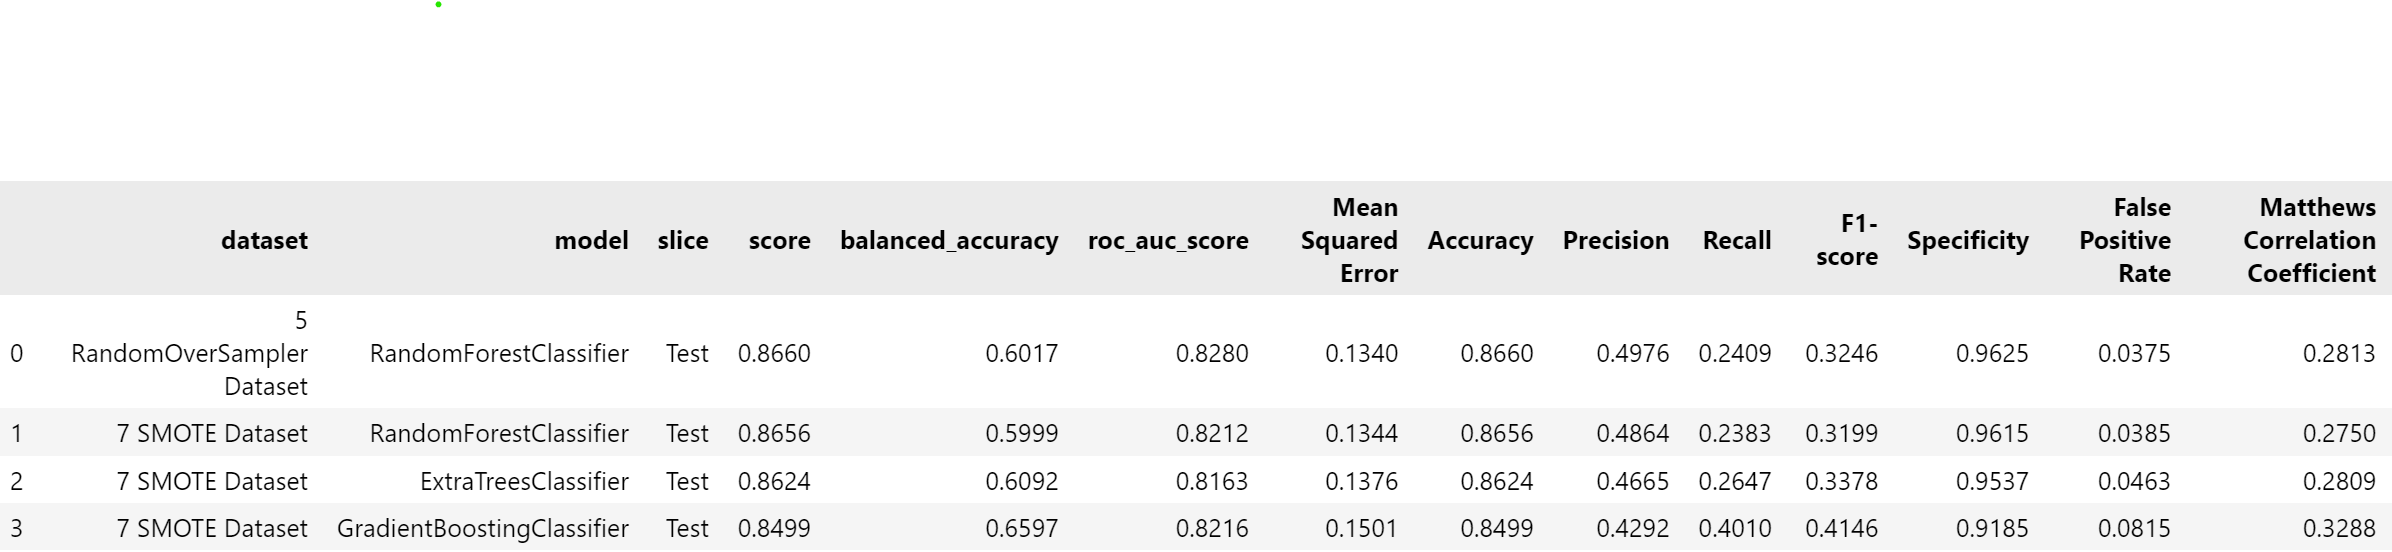 dataset model slice score balanced_accuracy roc_auc_score Mean Squared Error Accuracy Precision Recall F1-score Specificity False Positive Rate Matthews Correlation Coefficient
0 5 RandomOverSampler Dataset RandomForestClassifier Test 0.8660 0.6017 0.8280 0.1340 0.8660 0.4976 0.2409 0.3246 0.9625 0.0375 0.2813
1 7 SMOTE Dataset RandomForestClassifier Test 0.8656 0.5999 0.8212 0.1344 0.8656 0.4864 0.2383 0.3199 0.9615 0.0385 0.2750
2 7 SMOTE Dataset ExtraTreesClassifier Test 0.8624 0.6092 0.8163 0.1376 0.8624 0.4665 0.2647 0.3378 0.9537 0.0463 0.2809
3 7 SMOTE Dataset GradientBoostingClassifier Test 0.8499 0.6597 0.8216 0.1501 0.8499 0.4292 0.4010 0.4146 0.9185 0.0815 0.3288